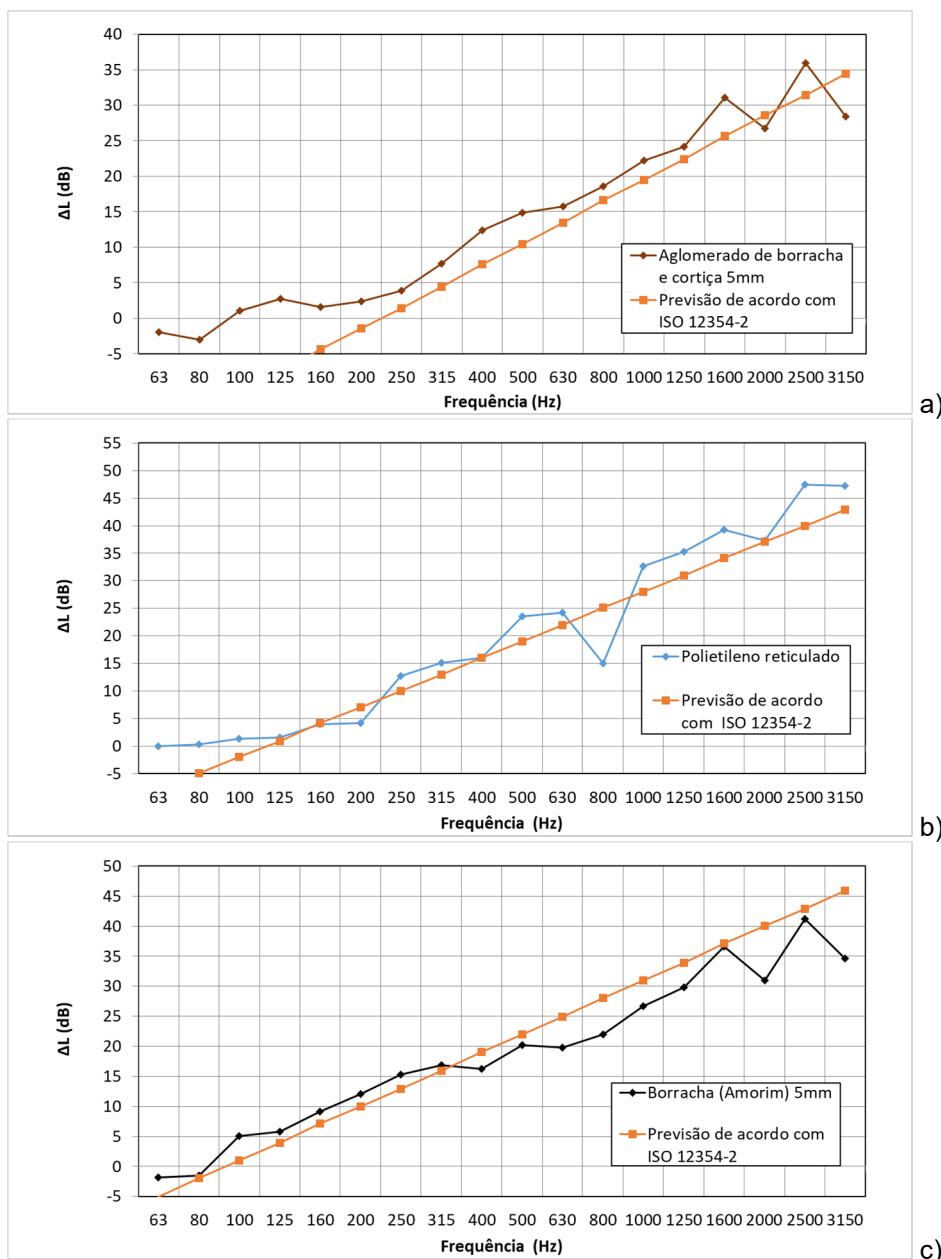 40
35
30
25
20
15
10
5
0
-5
ΔL (dB)
63 80 100 125 160 200 250 315 400 500 630 800 1000 1250 1600 2000 2500 3150
Frequência (Hz)
Aglomerado de borracha
e cortiça 5mm
Previsão de acordo com
ISO 12354-2
a)
55
50
45
40
35
30
25
20
15
10
5
0
-5
ΔL (dB)
63 80 100 125 160 200 250 315 400 500 630 800 1000 1250 1600 2000 2500 3150
Frequência (Hz)
Polietileno reticulado
Previsão de acordo
com ISO 12354-2
b)
50
45
40
35
30
25
20
15
10
5
0
-5
ΔL (dB)
63 80 100 125 160 200 250 315 400 500 630 800 1000 1250 1600 2000 2500 3150
Frequência (Hz)
Borracha (Amorim) 5mm
Previsão de acordo com
ISO 12354-2
c)